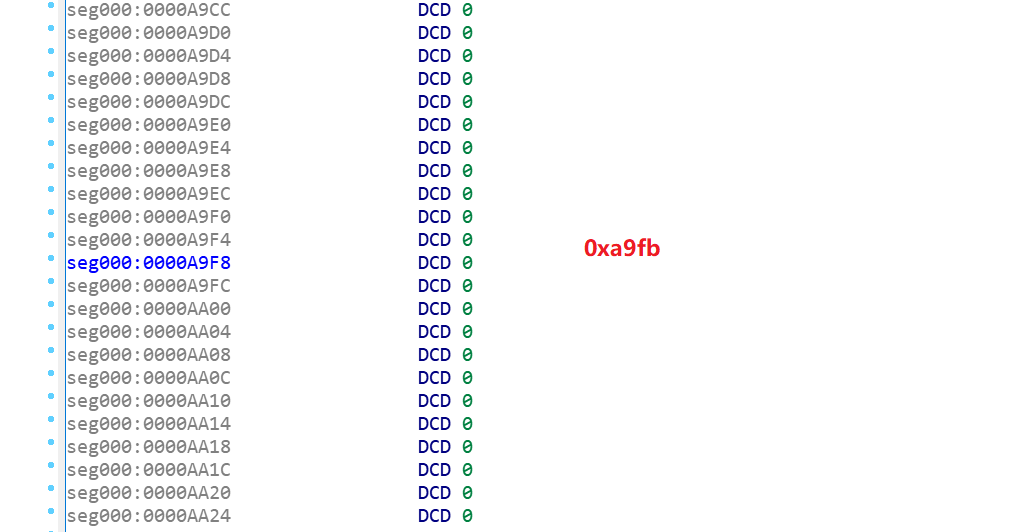 seg000:0000A9CC DCD 0
seg000:0000A9D0 DCD 0
seg000:0000A9D4 DCD 0
seg000:0000A9D8 DCD 0
seg000:0000A9DC DCD 0
seg000:0000A9E0 DCD 0
seg000:0000A9E4 DCD 0
seg000:0000A9E8 DCD 0
seg000:0000A9EC DCD 0
seg000:0000A9F0 DCD 0
seg000:0000A9F4 DCD 0
0xa9fb
seg000:0000A9F8 DCD 0
seg000:0000A9FC DCD 0
seg000:0000AA00 DCD 0
seg000:0000AA04 DCD 0
seg000:0000AA08 DCD 0
seg000:0000AA0C DCD 0
seg000:0000AA10 DCD 0
seg000:0000AA14 DCD 0
seg000:0000AA18 DCD 0
seg000:0000AA1C DCD 0
seg000:0000AA20 DCD 0
seg000:0000AA24 DCD 0